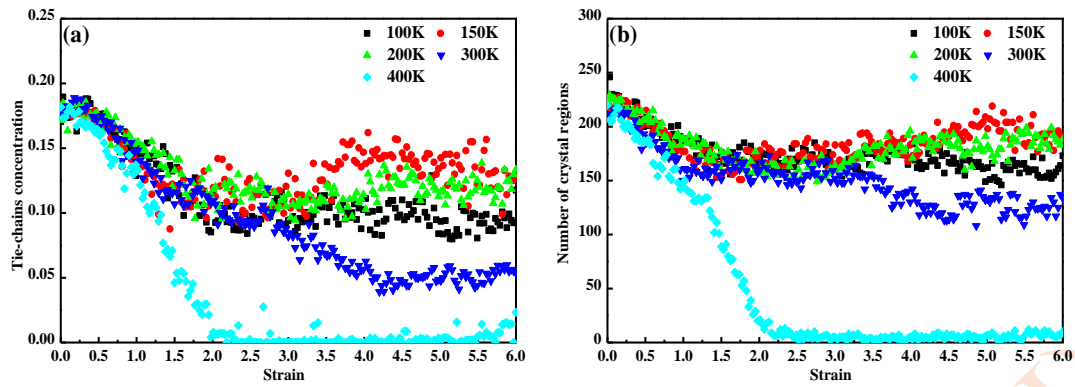 (a)
100K
150K
200K
300K
400K
0.25
0.20
0.15
0.10
0.05
0.00
Tie-chains concentration
0.0 0.5 1.0 1.5 2.0 2.5 3.0 3.5 4.0 4.5 5.0 5.5 6.0
Strain
(b)
100K
150K
200K
300K
400K
300
250
200
150
100
50
0
Number of crystal regions
0.0 0.5 1.0 1.5 2.0 2.5 3.0 3.5 4.0 4.5 5.0 5.5 6.0
Strain